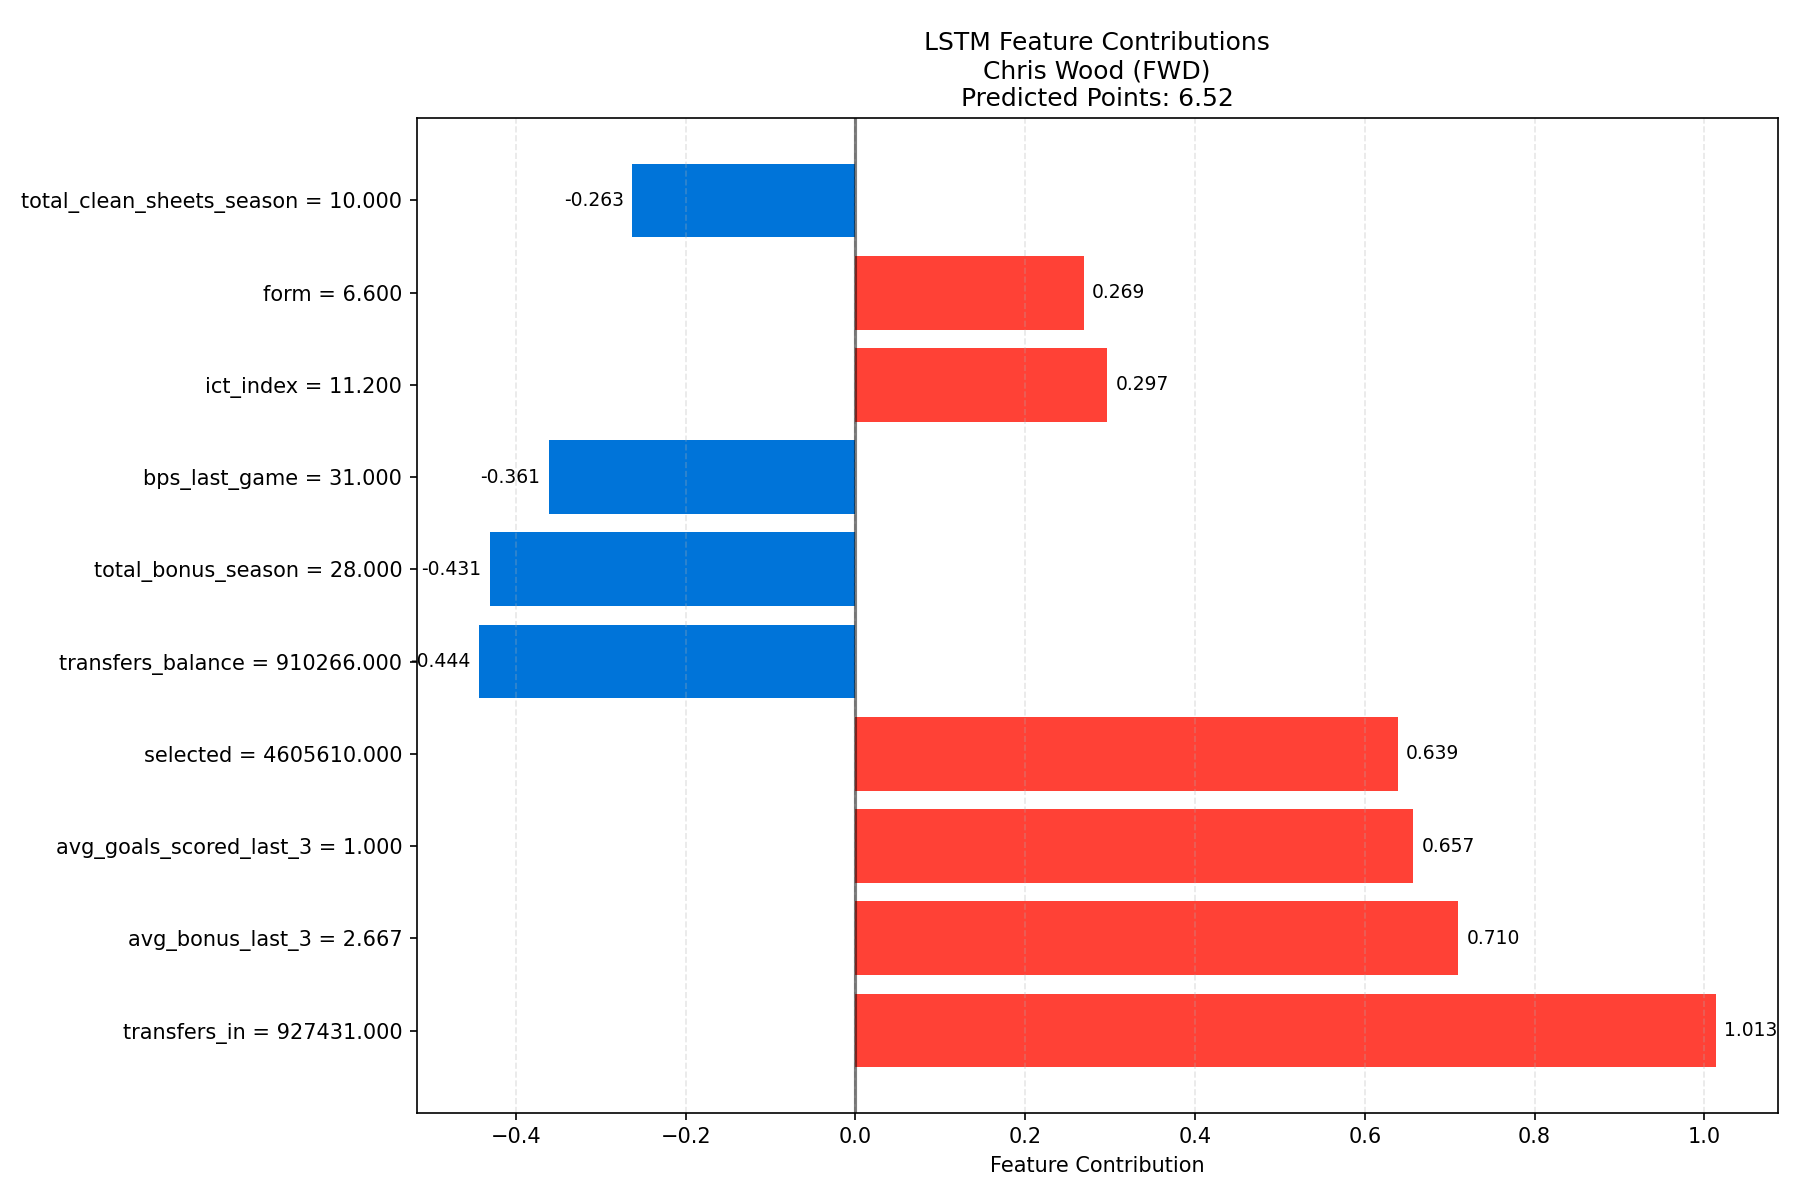 LSTM Feature Contributions
Chris Wood (FWD)
Predicted Points: 6.52
total_clean_sheets_season = 10.000
-0.263
form = 6.600
0.269
ict_index = 11.200
0.297
bps_last_game = 31.000
-0.361
total_bonus_season = 28.000
-0.431
transfers_balance = 910266.000
-0.444
selected = 4605610.000
0.639
avg_goals_scored_last_3 = 1.000
0.657
avg_bonus_last_3 = 2.667
0.710
transfers_in = 927431.000
1.013
−0.4 −0.2 0.0 0.2 0.4 0.6 0.8 1.0
Feature Contribution